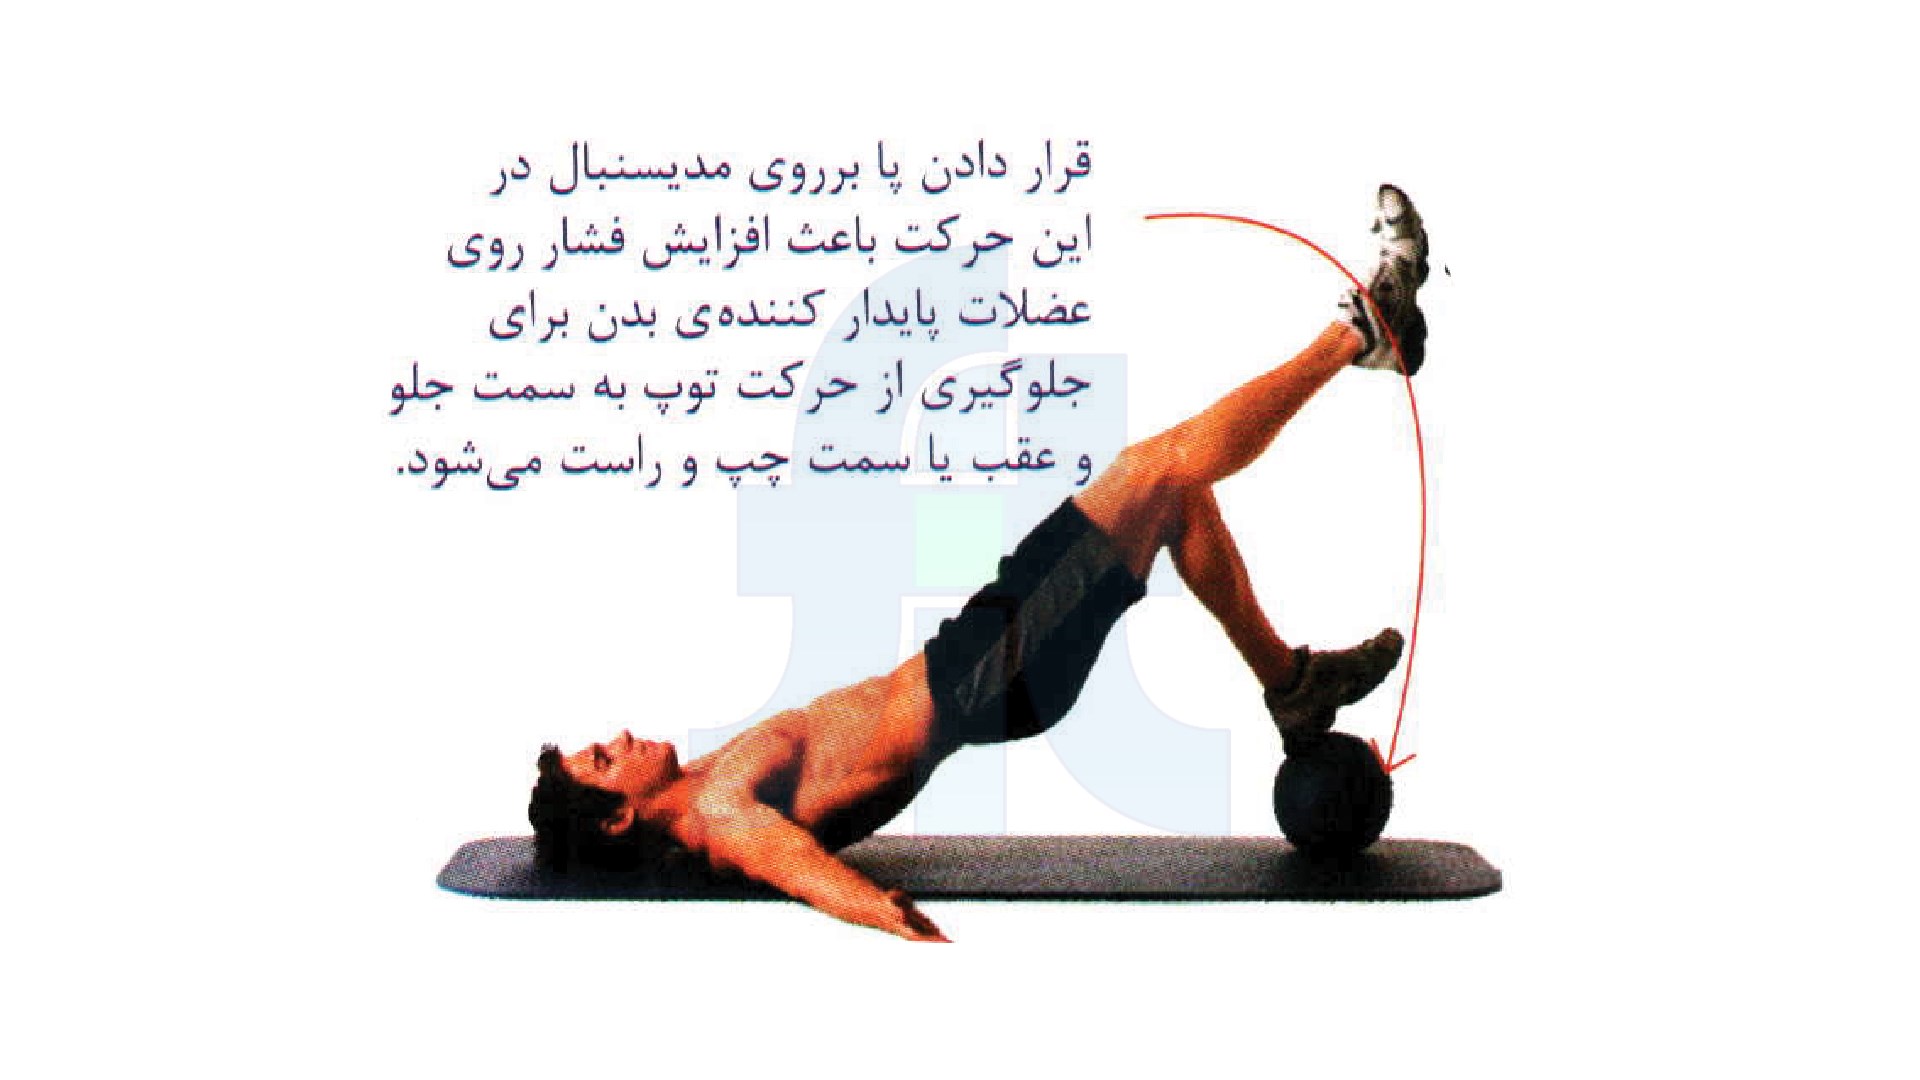 قرار دادن پا برروی مدیسنبال در
این حرکت باعث افزایش فشار روی
عضلات پایدار کننده‌ی بدن برای
جلوگیری از حرکت توپ به سمت جلو
و عقب یا سمت چپ و راست می‌شود.
fit